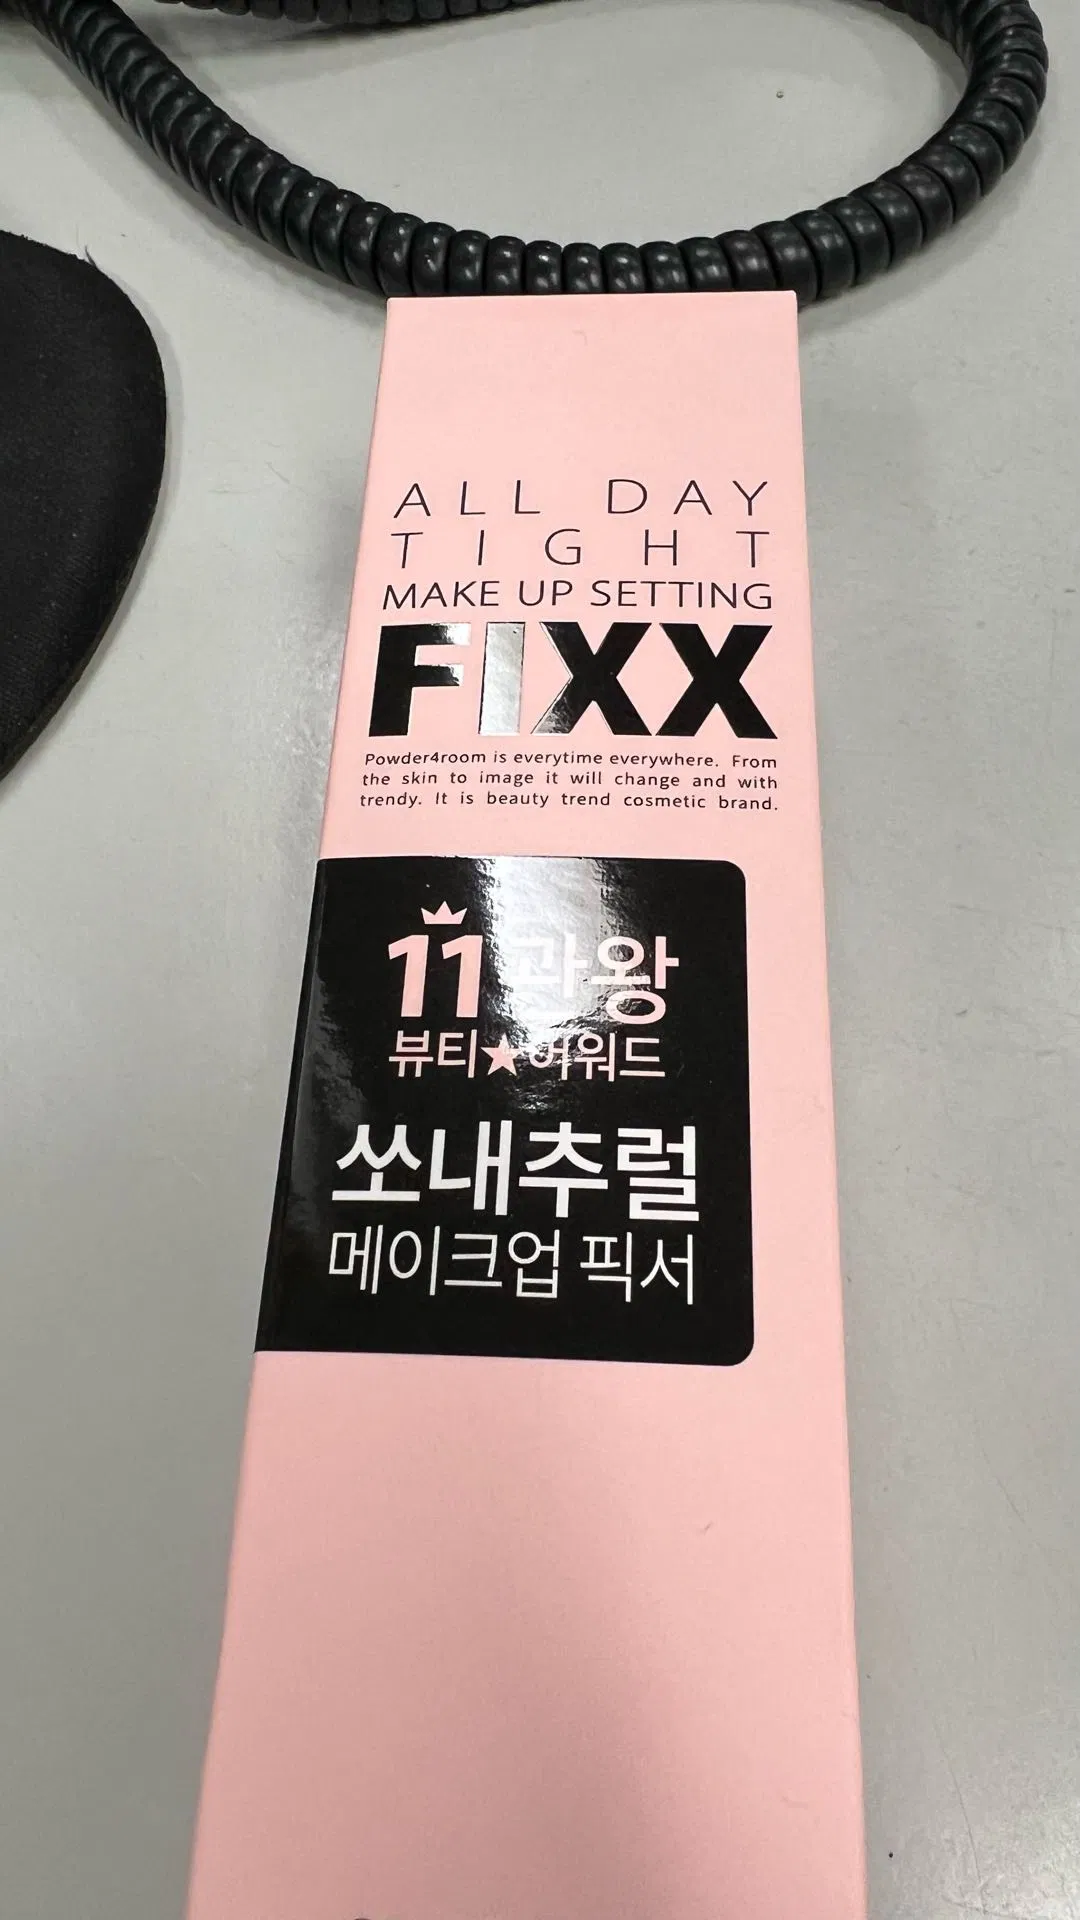 ALL DAY
TIGHT
MAKE UP SETTING
FIXX
Powder4room is everytime everywhere. From
the skin to image it will change and with
trendy. It is beauty trend cosmetic brand.
11관왕
뷰티★어워드
쏘내추럴
메이크업 픽서